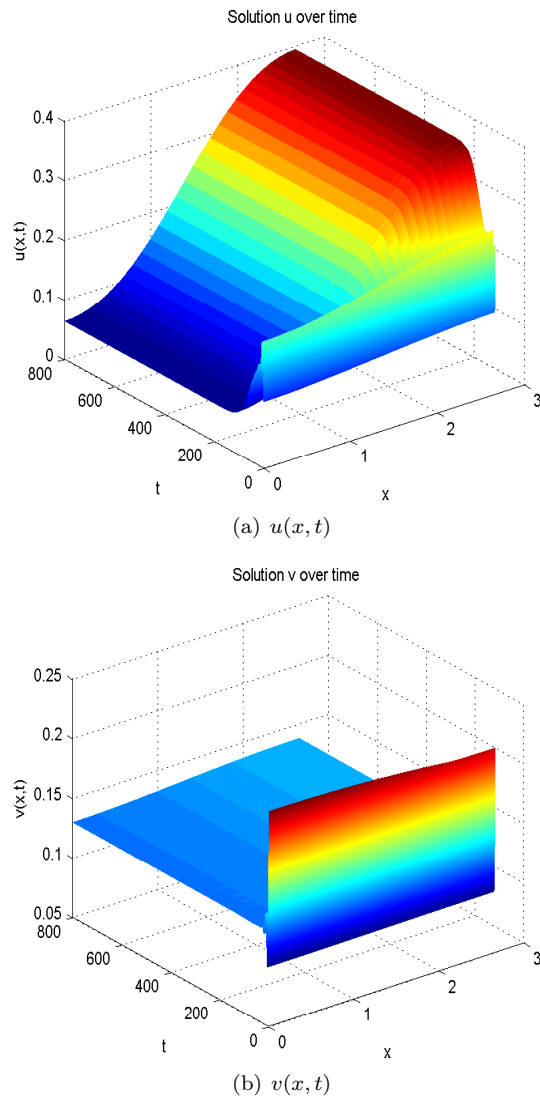 Solution u over time
0.4
0.3
0.2
0.1
0
u(x,t)
800
600
400
200
0
t
0
1
2
3
x
(a) u(x, t)
Solution v over time
0.25
0.2
0.15
0.1
0.05
v(x,t)
800
600
400
200
0
t
0
1
2
3
x
(b) v(x, t)